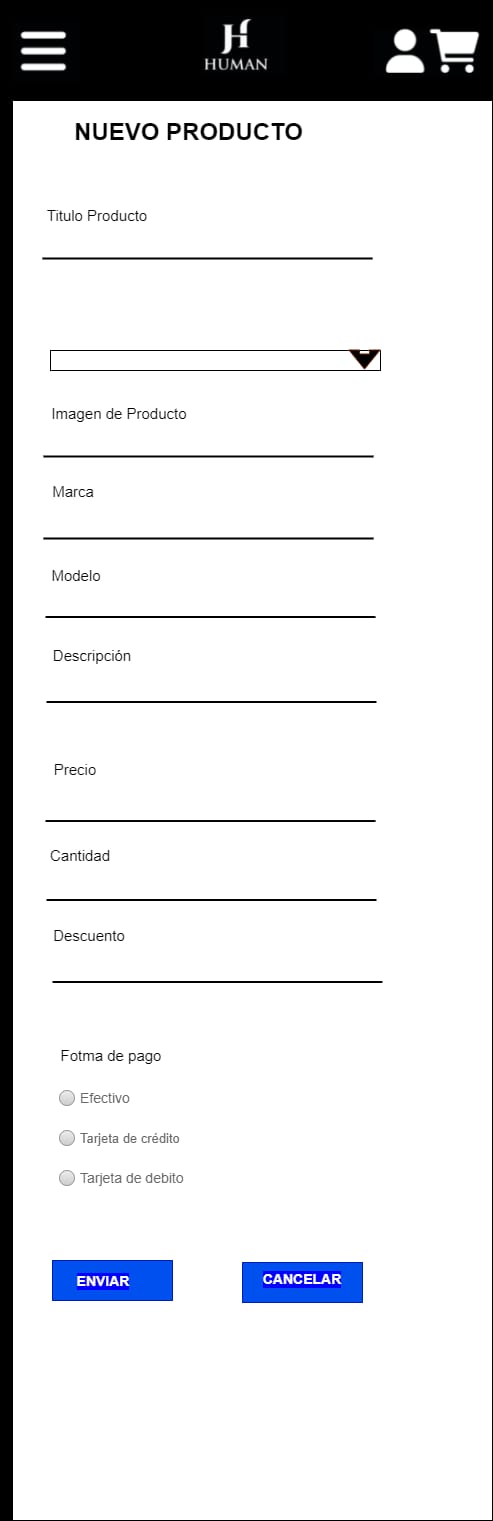 HUMAN
NUEVO PRODUCTO
Titulo Producto
Imagen de Producto
Marca
Modelo
Descripción
Precio
Cantidad
Descuento
Fotma de pago
Efectivo
Tarjeta de crédito
Tarjeta de debito
ENVIAR
CANCELAR